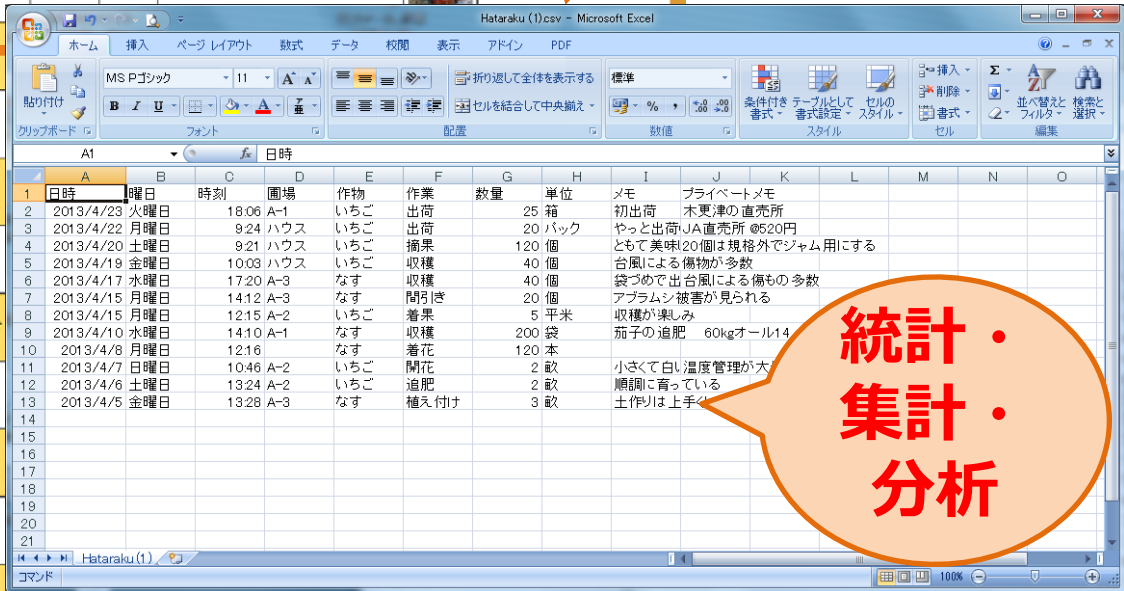 Hataraku (1).csv - Microsoft Excel
ホーム 挿入 ページ レイアウト 数式 データ 校閲 表示 アドイン PDF
貼り付け MS Pゴシック 11 折り返して全体を表示する 標準 条件付き書式 テーブルとして書式設定 セルのスタイル 挿入 削除 書式 並べ替えとフィルタ 検索と選択
B I U セルを結合して中央揃え
クリップボード フォント 配置 数値 スタイル セル 編集
A1 fx 日時
A B C D E F G H I J K L M N O
1 日時 曜日 時刻 圃場 作物 作業 数量 単位 メモ プライベートメモ
2 2013/4/23 火曜日 18:06 A-1 いちご 出荷 25 箱 初出荷 木更津の直売所
3 2013/4/22 月曜日 9:24 ハウス いちご 出荷 20 パック やっと出荷 JA直売所 @520円
4 2013/4/20 土曜日 9:21 ハウス いちご 摘果 120 個 ともて美味 20個は規格外でジャム用にする
5 2013/4/19 金曜日 10:03 ハウス いちご 収穫 40 個 台風による傷物が多数
6 2013/4/17 水曜日 17:20 A-3 なす 収穫 40 個 袋づめで出 台風による傷もの多数
7 2013/4/15 月曜日 14:12 A-3 なす 間引き 20 個 アブラムシ被害が見られる
8 2013/4/15 月曜日 12:15 A-2 いちご 着果 5 平米 収穫が楽しみ
9 2013/4/10 水曜日 14:10 A-1 なす 収穫 200 袋 茄子の追肥 60kgオール14
10 2013/4/8 月曜日 12:16 なす 着花 120 本
11 2013/4/7 日曜日 10:46 A-2 いちご 開花 2 畝 小さくて白い 温度管理が大
12 2013/4/6 土曜日 13:24 A-2 いちご 追肥 2 畝 順調に育っている
13 2013/4/5 金曜日 13:28 A-3 なす 植え付け 3 畝 土作りは上手く
14
15
16
17
18
19
20
21
統計・
集計・
分析
Hataraku (1)
コマンド 100%